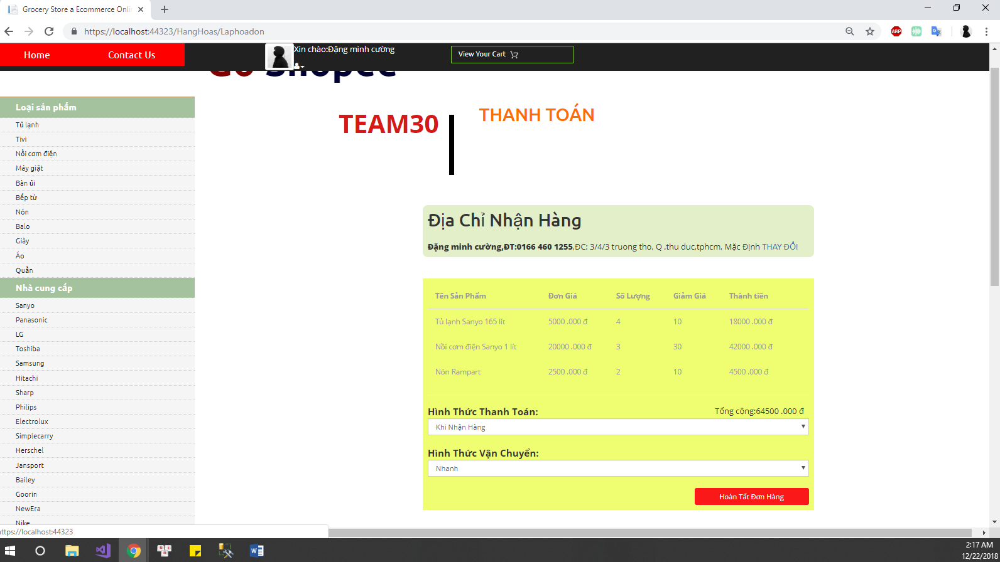 Grocery Store a Ecommerce Onli
https://localhost:44323/HangHoas/Laphoadon
ABP
Home
Contact Us
Xin chào:Đặng minh cường
View Your Cart
Go Shopee
Loại sản phẩm
Tủ lạnh
Tivi
Nồi cơm điện
Máy giặt
Bàn ủi
Bếp từ
Nón
Balo
Giày
Áo
Quần
Nhà cung cấp
Sanyo
Panasonic
LG
Toshiba
Samsung
Hitachi
Sharp
Philips
Electrolux
Simplecarry
Herschel
Jansport
Bailey
Goorin
NewEra
Nike
TEAM30
THANH TOÁN
Địa Chỉ Nhận Hàng
Đặng minh cường,ĐT:0166 460 1255,ĐC: 3/4/3 truong tho, Q .thu duc,tphcm, Mặc Định THAY ĐỔI
Tên Sản Phẩm Đơn Giá Số Lượng Giảm Giá Thành tiền
Tủ lạnh Sanyo 165 lít 5000 .000 đ 4 10 18000 .000 đ
Nồi cơm điện Sanyo 1 lít 20000 .000 đ 3 30 42000 .000 đ
Nón Rampart 2500 .000 đ 2 10 4500 .000 đ
Hình Thức Thanh Toán: Tổng cộng:64500 .000 đ
Khi Nhận Hàng
Hình Thức Vận Chuyển:
Nhanh
Hoàn Tất Đơn Hàng
ttps://localhost:44323
2:17 AM
12/22/2018